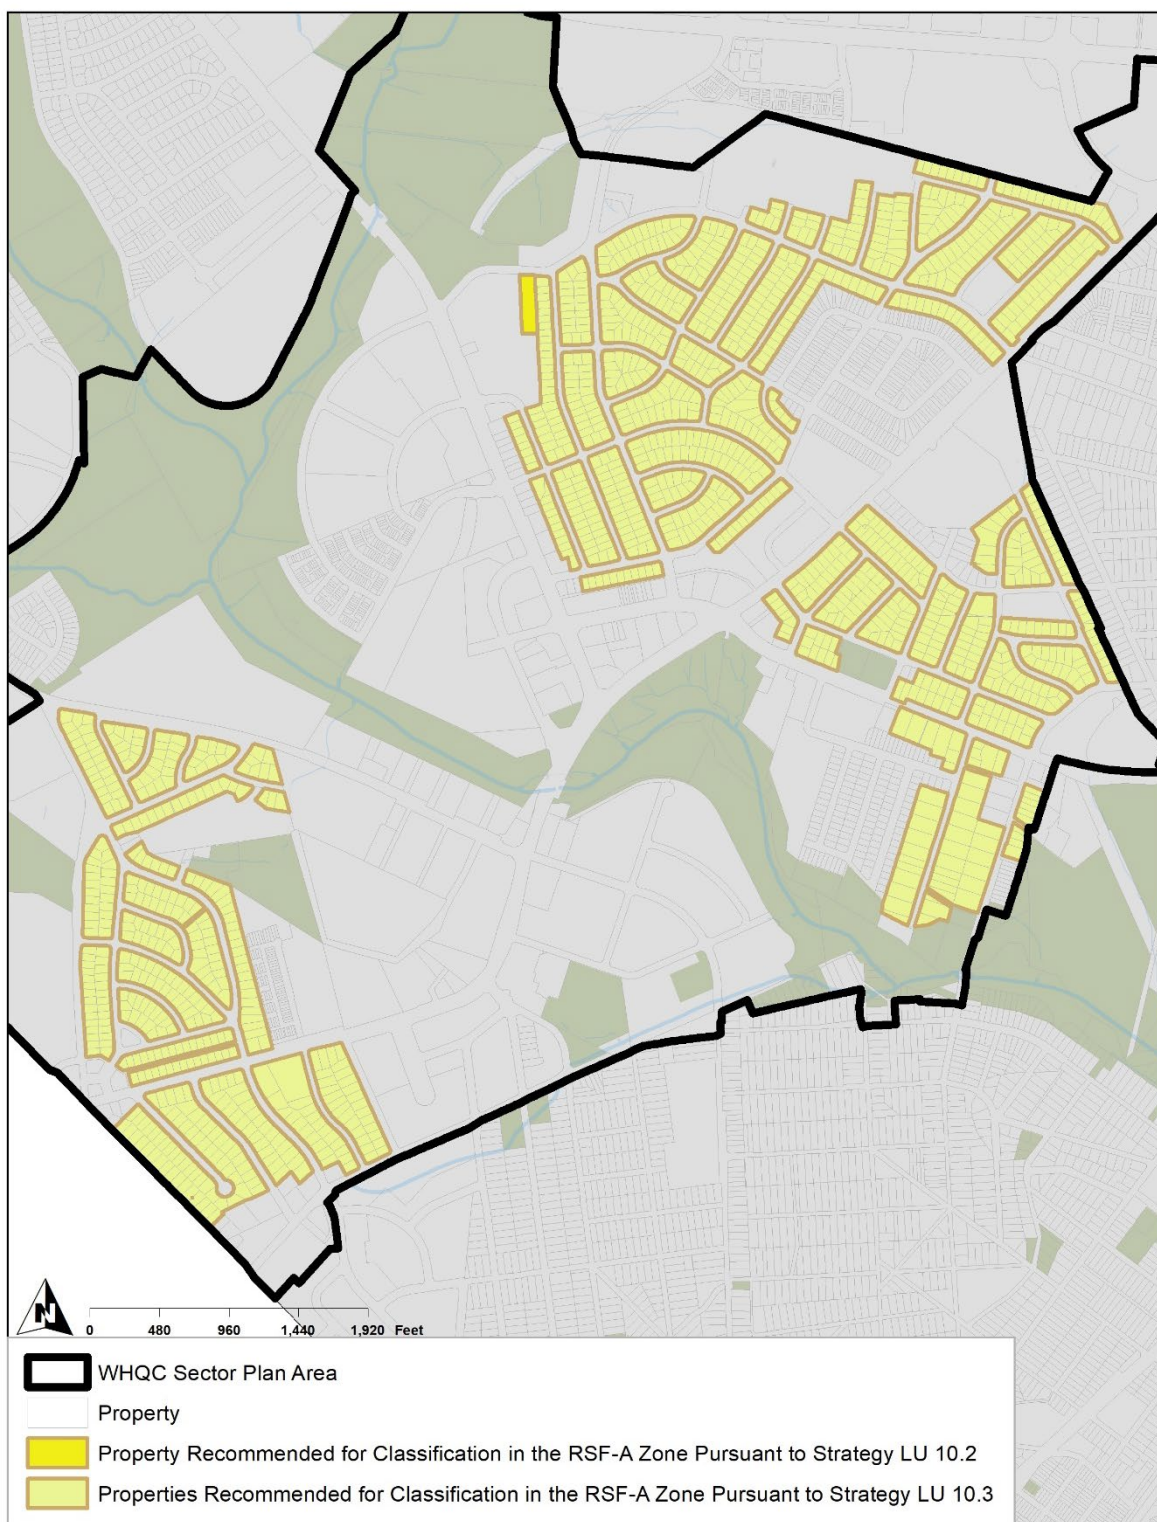 N
0 480 960 1,440 1,920 Feet
WHQC Sector Plan Area
Property
Property Recommended for Classification in the RSF-A Zone Pursuant to Strategy LU 10.2
Properties Recommended for Classification in the RSF-A Zone Pursuant to Strategy LU 10.3